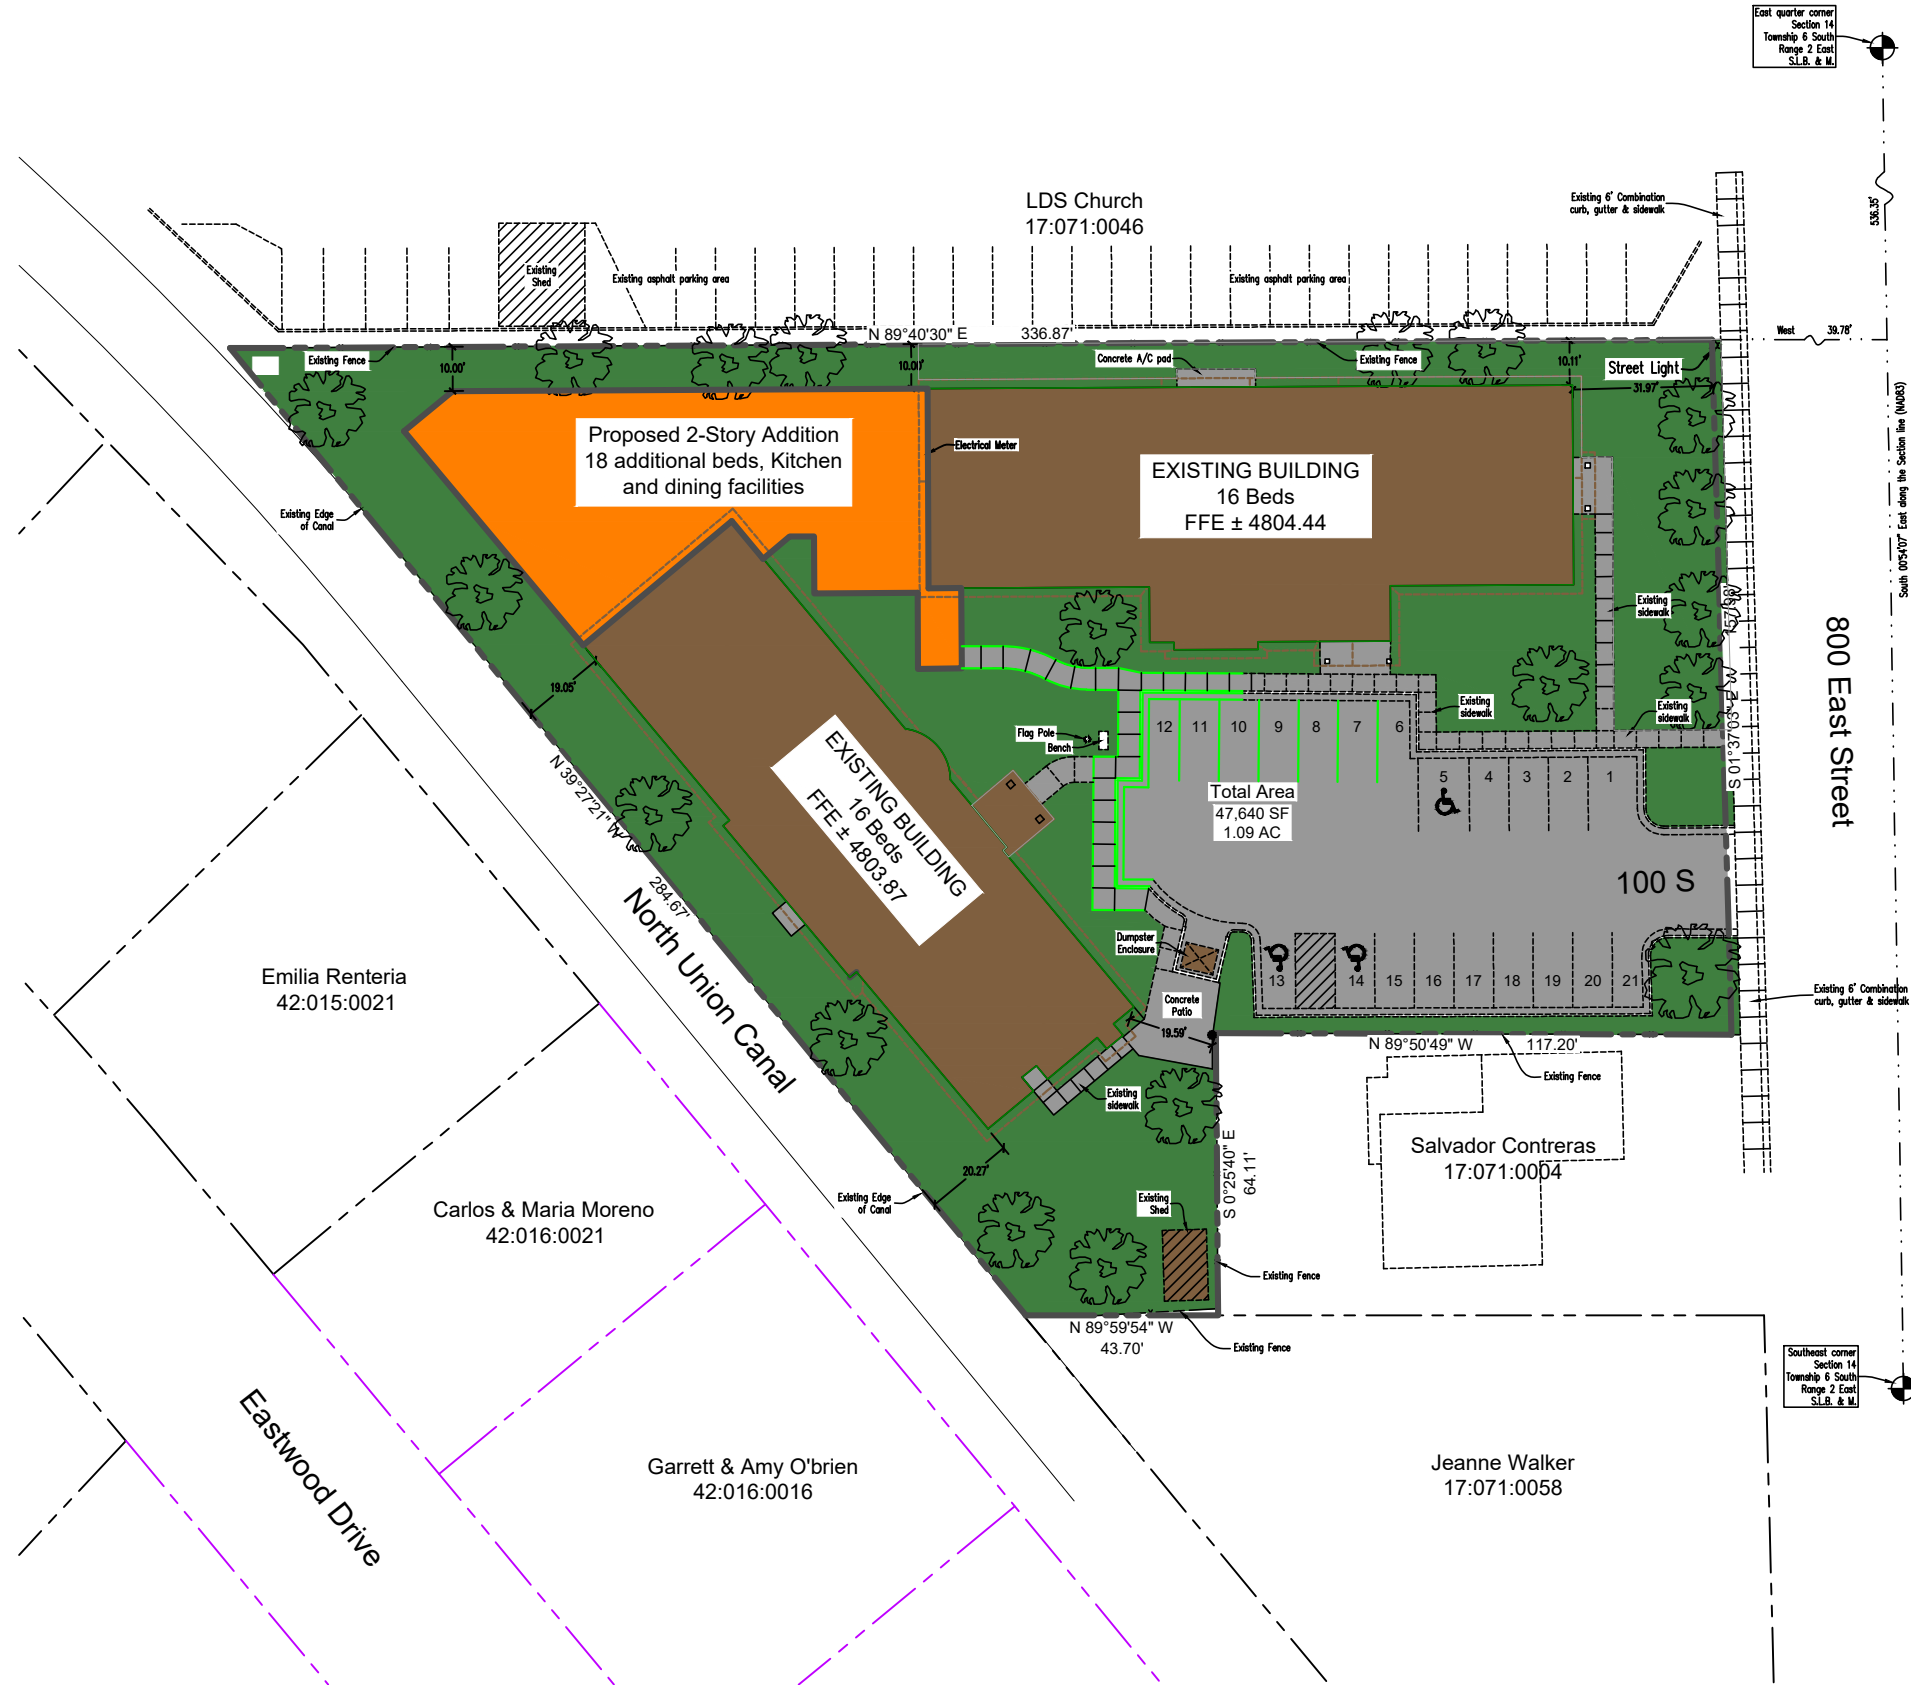 East quarter corner
Section 14
Township 6 South
Range 2 East
S.L.B. & M.
536.35'
LDS Church
17:071:0046
Existing 6' Combination
curb, gutter & sidewalk
Existing
Shed
Existing asphalt parking area
Existing asphalt parking area
N 89°40'30" E
336.87'
West
39.78'
Existing Fence
10.00'
10.00'
Concrete A/C pad
Existing Fence
10.11'
Street Light
31.97'
South 00°54'07" East along the Section line (NAD83)
Proposed 2-Story Addition
18 additional beds, Kitchen
and dining facilities
Electrical Meter
EXISTING BUILDING
16 Beds
FFE ± 4804.44
Existing Edge
of Canal
Existing
sidewalk
157.98'
S 01°37'03" E W
800 East Street
19.05'
Existing
sidewalk
Existing
sidewalk
Flag Pole
Bench
12
11
10
9
8
7
6
5
4
3
2
1
Total Area
47,640 SF
1.09 AC
EXISTING BUILDING
16 Beds
FFE ± 4803.87
N 39°27'21" W
284.67'
North Union Canal
100 S
Dumpster
Enclosure
13
14
15
16
17
18
19
20
21
Emilia Renteria
42:015:0021
Concrete
Patio
19.59'
Existing 6' Combination
curb, gutter & sidewalk
N 89°50'49" W
117.20'
Existing Fence
Existing
sidewalk
S 0°25'40" E
64.11'
Salvador Contreras
17:071:0004
20.27'
Existing Edge
of Canal
Existing
Shed
Carlos & Maria Moreno
42:016:0021
Existing Fence
N 89°59'54" W
43.70'
Existing Fence
Southeast corner
Section 14
Township 6 South
Range 2 East
S.L.B. & M.
Eastwood Drive
Garrett & Amy O'brien
42:016:0016
Jeanne Walker
17:071:0058